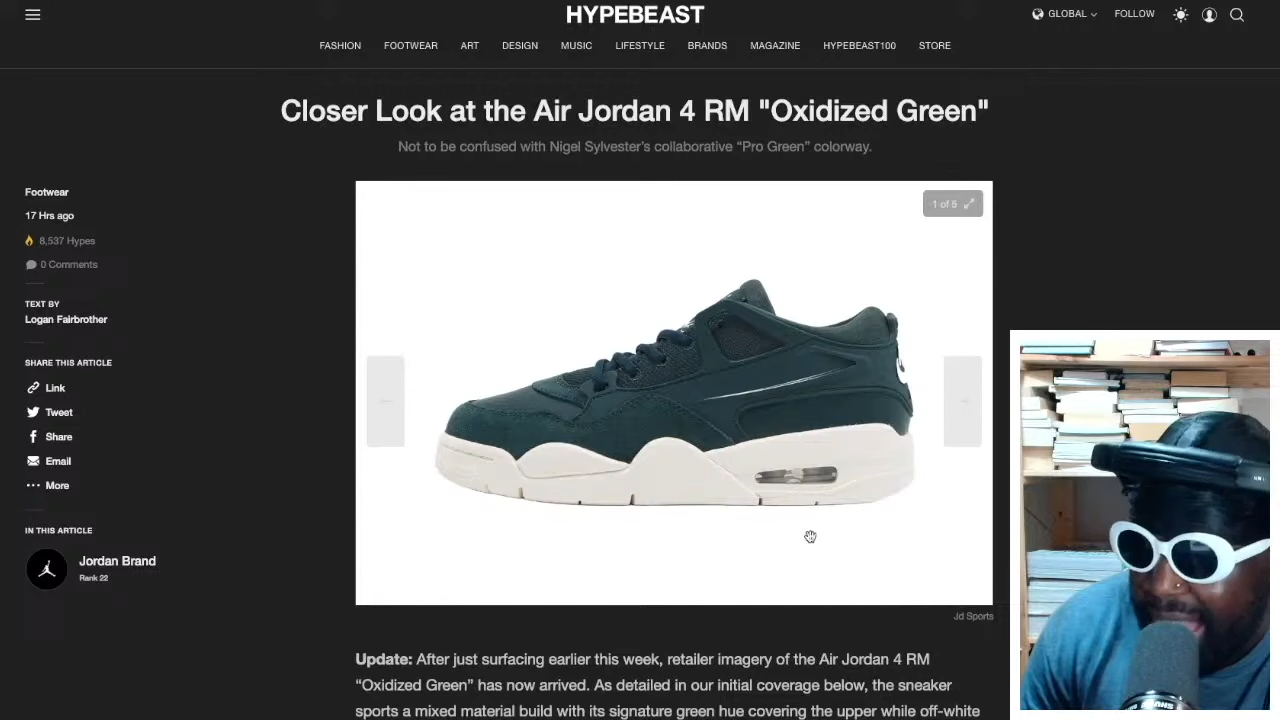 HYPEBEAST
GLOBAL
FOLLOW
FASHION
FOOTWEAR
ART
DESIGN
MUSIC
LIFESTYLE
BRANDS
MAGAZINE
HYPEBEAST100
STORE
Closer Look at the Air Jordan 4 RM "Oxidized Green"
Not to be confused with Nigel Sylvester’s collaborative “Pro Green” colorway.
Footwear
17 Hrs ago
8,537 Hypes
0 Comments
TEXT BY
Logan Fairbrother
SHARE THIS ARTICLE
Link
Tweet
Share
Email
More
IN THIS ARTICLE
Jordan Brand
Rank 22
1 of 5
Jd Sports
Update: After just surfacing earlier this week, retailer imagery of the Air Jordan 4 RM
“Oxidized Green” has now arrived. As detailed in our initial coverage below, the sneaker
sports a mixed material build with its signature green hue covering the upper while off-white